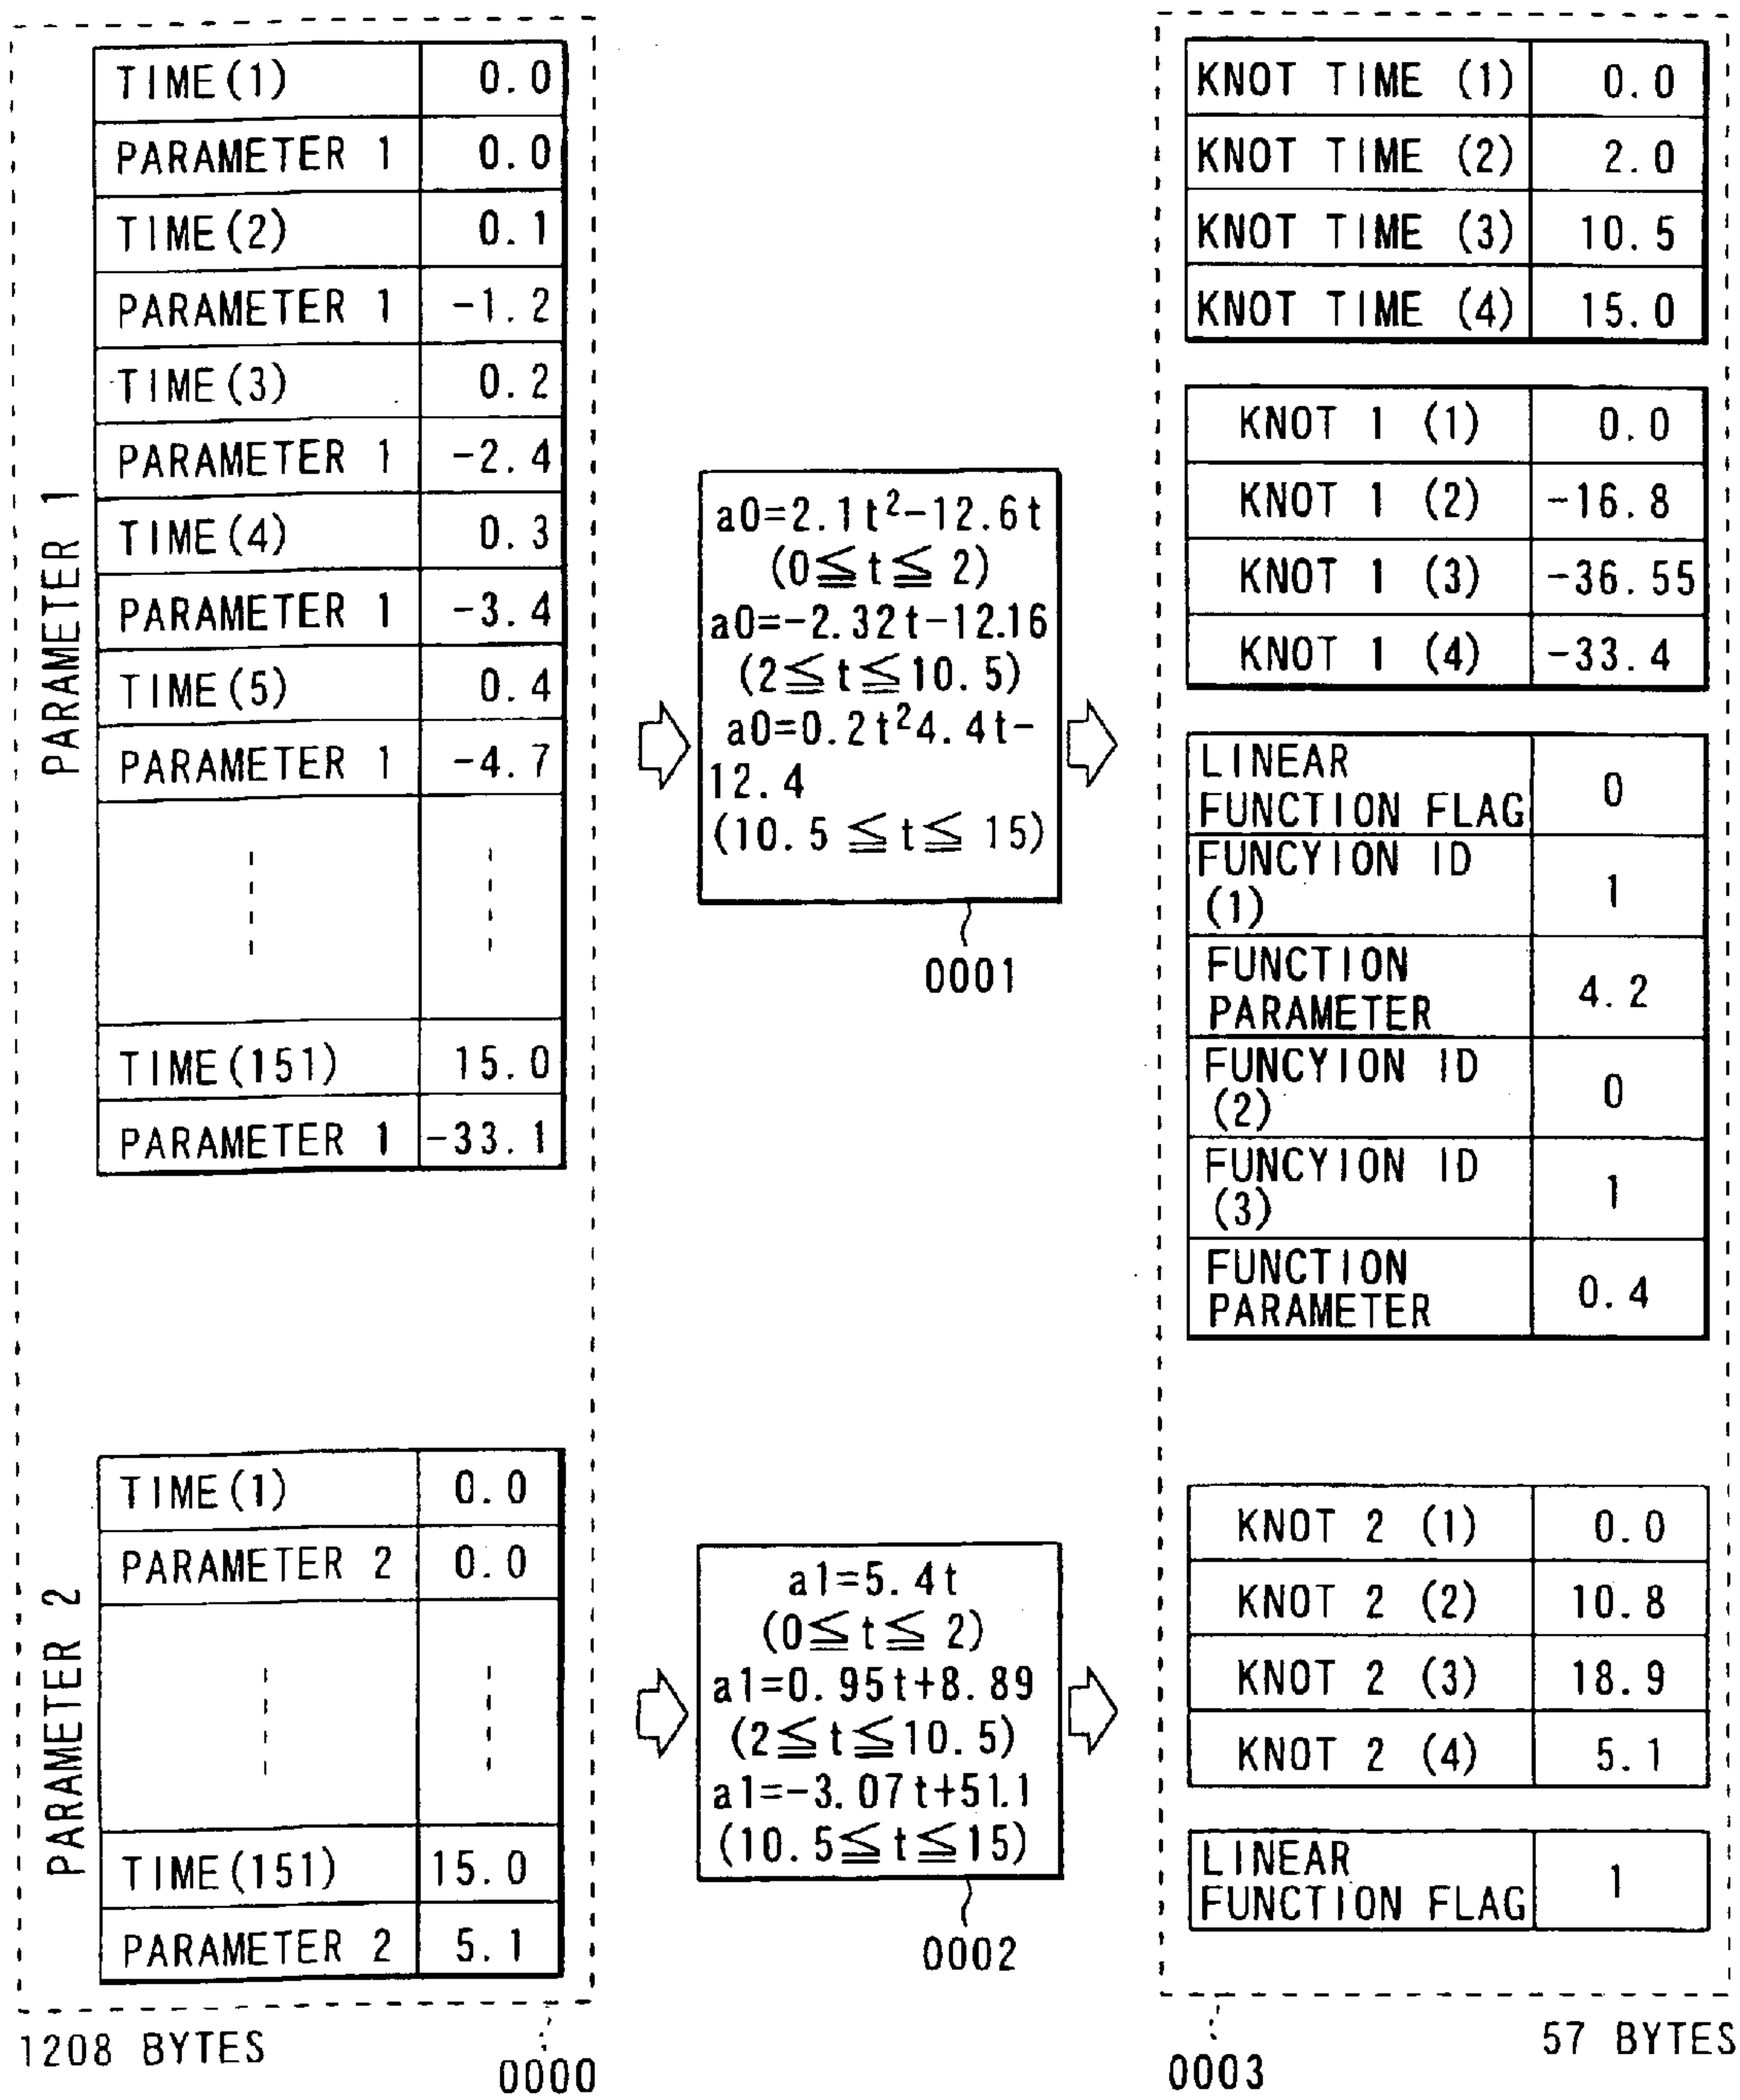 PARAMETER 1
TIME(1) 0.0
PARAMETER 1 0.0
TIME(2) 0.1
PARAMETER 1 -1.2
TIME(3) 0.2
PARAMETER 1 -2.4
TIME(4) 0.3
PARAMETER 1 -3.4
TIME(5) 0.4
PARAMETER 1 -4.7
TIME(151) 15.0
PARAMETER 1 -33.1
PARAMETER 2
TIME(1) 0.0
PARAMETER 2 0.0
TIME(151) 15.0
PARAMETER 2 5.1
1208 BYTES
0000
a0=2.1t²-12.6t
(0≦t≦2)
a0=-2.32t-12.16
(2≦t≦10.5)
a0=0.2t²4.4t-
12.4
(10.5≦t≦15)
0001
a1=5.4t
(0≦t≦2)
a1=0.95t+8.89
(2≦t≦10.5)
a1=-3.07t+51.1
(10.5≦t≦15)
0002
KNOT TIME (1) 0.0
KNOT TIME (2) 2.0
KNOT TIME (3) 10.5
KNOT TIME (4) 15.0
KNOT 1 (1) 0.0
KNOT 1 (2) -16.8
KNOT 1 (3) -36.55
KNOT 1 (4) -33.4
LINEAR
FUNCTION FLAG 0
FUNCYION ID
(1) 1
FUNCTION
PARAMETER 4.2
FUNCYION ID
(2) 0
FUNCYION ID
(3) 1
FUNCTION
PARAMETER 0.4
KNOT 2 (1) 0.0
KNOT 2 (2) 10.8
KNOT 2 (3) 18.9
KNOT 2 (4) 5.1
LINEAR
FUNCTION FLAG 1
0003
57 BYTES